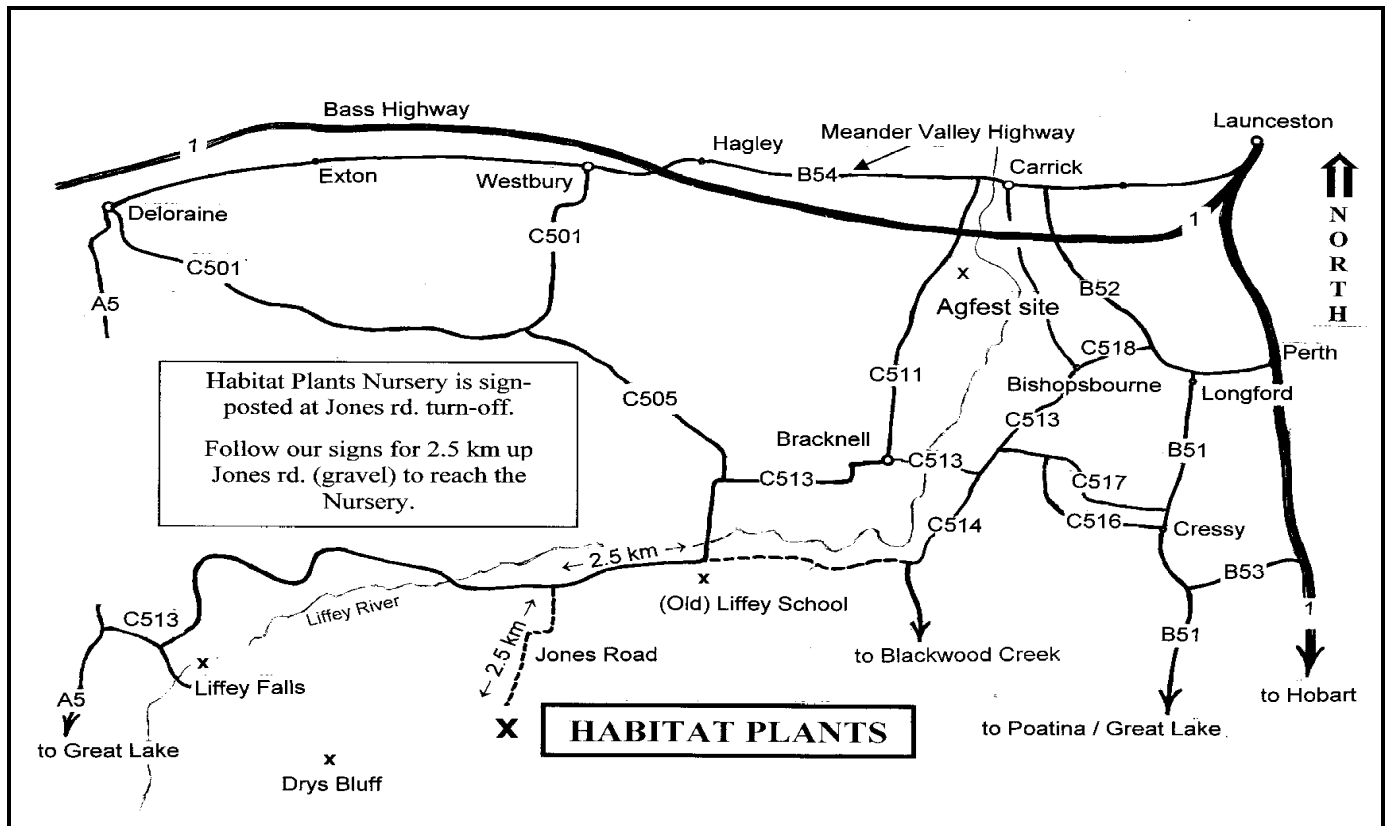 Bass Highway
1
Exton
Westbury
Hagley
Meander Valley Highway
B54
Carrick
Launceston
1
NORTH
Deloraine
C501
C501
A5
x
Agfest site
B52
Habitat Plants Nursery is sign-
posted at Jones rd. turn-off.
Follow our signs for 2.5 km up
Jones rd. (gravel) to reach the
Nursery.
C505
C511
C518
Bishopsbourne
Perth
Longford
C513
Bracknell
C513
C513
B51
C517
C516
C514
Cressy
B53
← 2.5 km →
x
(Old) Liffey School
Liffey River
C513
x
Liffey Falls
A5
to Great Lake
← 2.5 km →
Jones Road
to Blackwood Creek
B51
1
to Hobart
to Poatina / Great Lake
X
HABITAT PLANTS
x
Drys Bluff